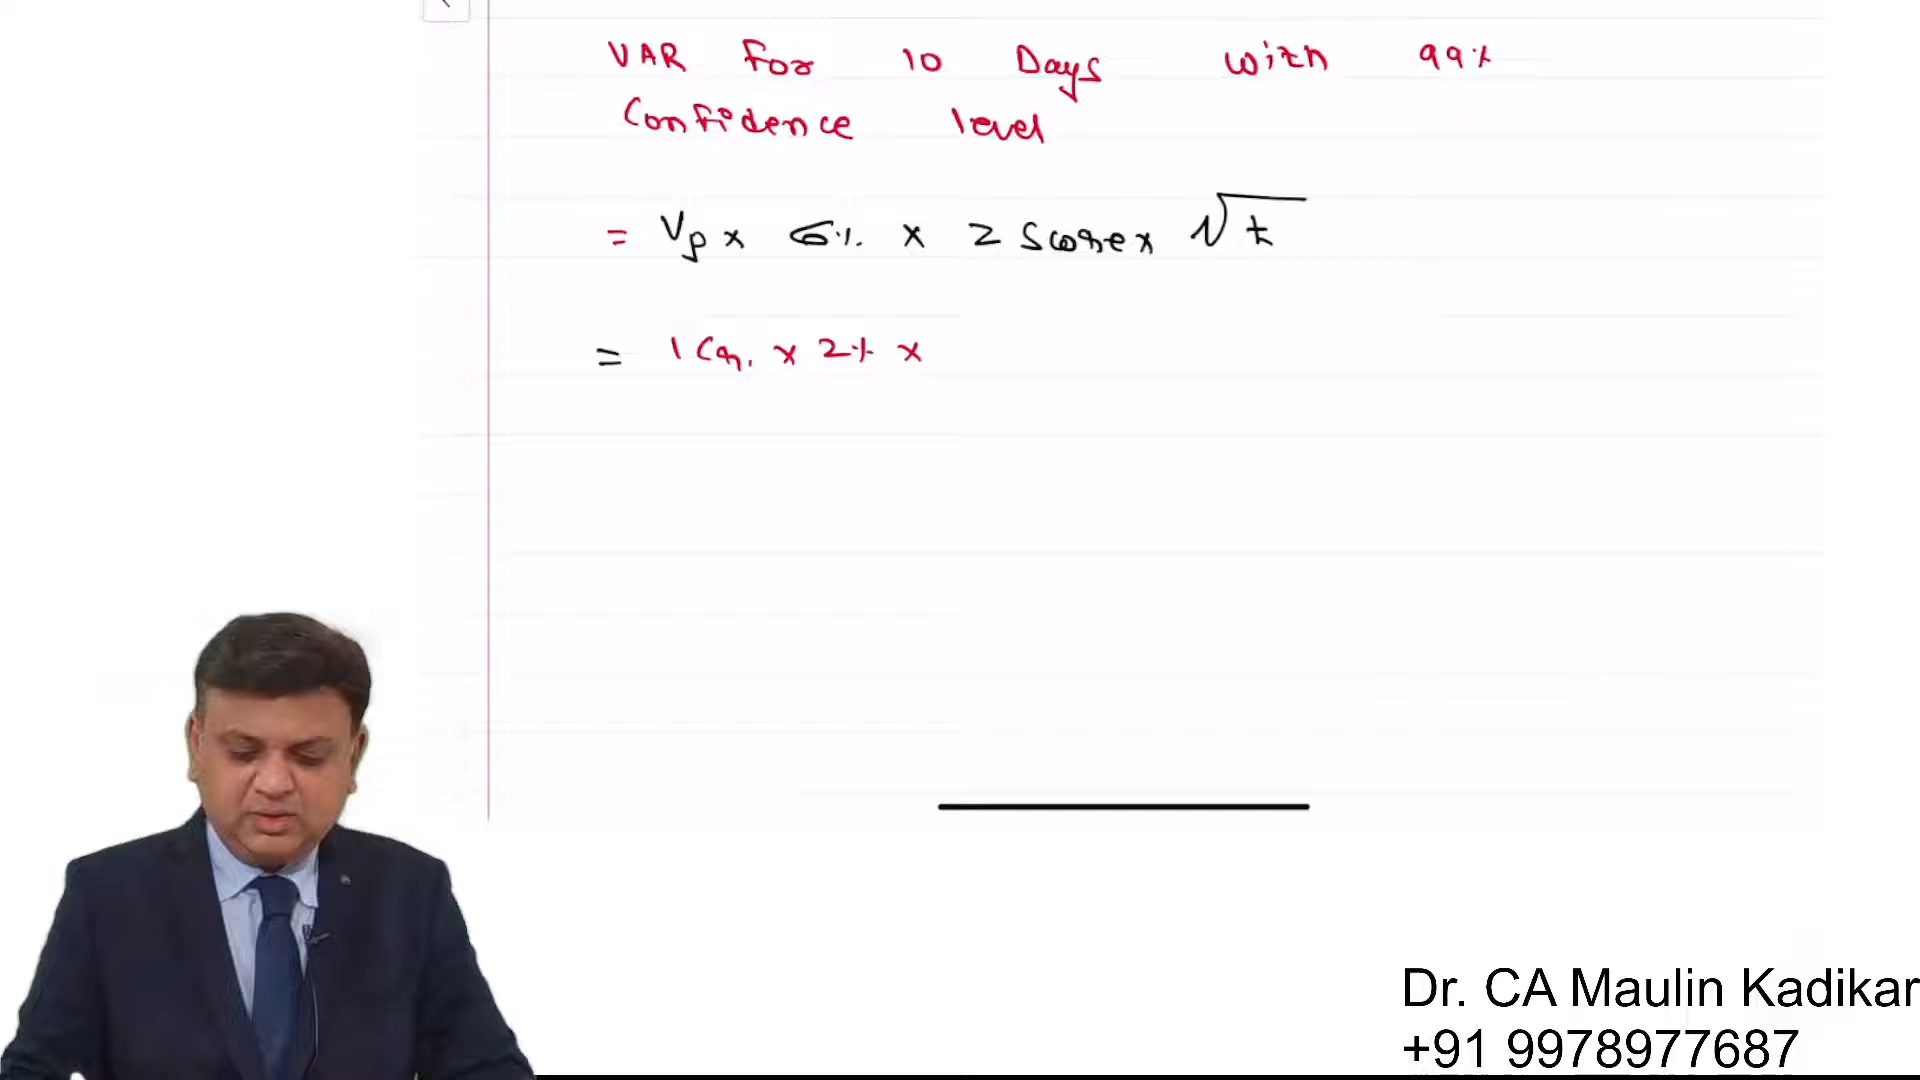 VAR For 10 Days with 99%
Confidence level
= Vp x σ% x Z Score x √t
= 1 Cr. x 2% x
Dr. CA Maulin Kadikar
+91 9978977687